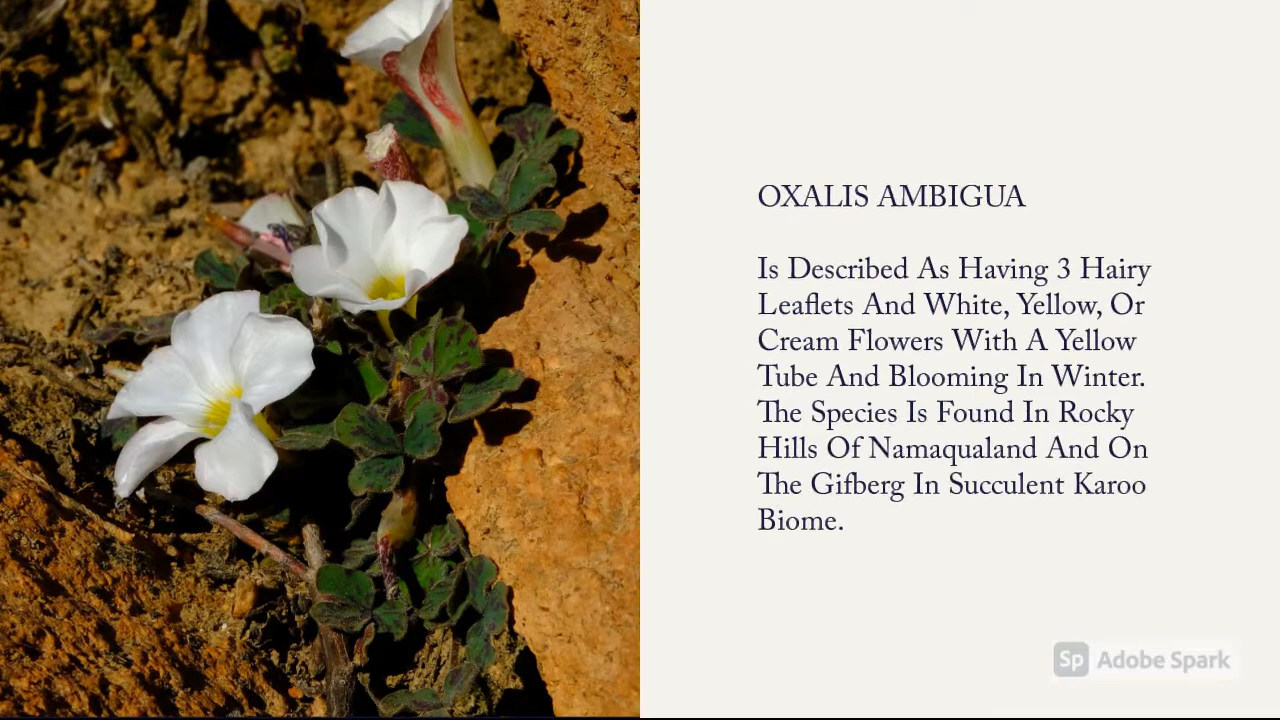 OXALIS AMBIGUA
Is Described As Having 3 Hairy
Leaflets And White, Yellow, Or
Cream Flowers With A Yellow
Tube And Blooming In Winter.
The Species Is Found In Rocky
Hills Of Namaqualand And On
The Gifberg In Succulent Karoo
Biome.
Sp Adobe Spark